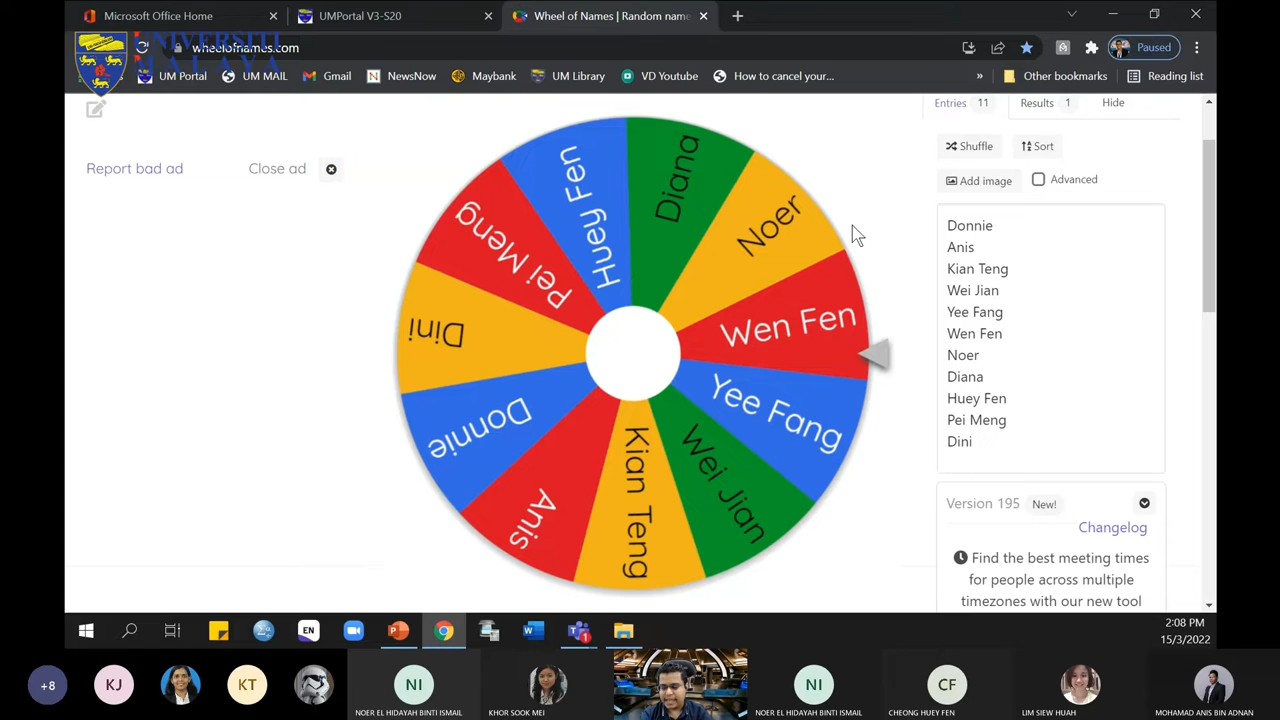 Microsoft Office Home
UMPortal V3-S20
Wheel of Names | Random name
UNIVERSITI
MALAYA
wheelofnames.com
Paused
UM Portal
UM MAIL
Gmail
NewsNow
Maybank
UM Library
VD Youtube
How to cancel your...
»
Other bookmarks
Reading list
Report bad ad
Close ad
Diana
Noer
Wen Fen
Yee Fang
Wei Jian
Kian Teng
Anis
Donnie
Dini
Pei Meng
Huey Fen
Entries 11
Results 1
Hide
Shuffle
Sort
Add image
Advanced
Donnie
Anis
Kian Teng
Wei Jian
Yee Fang
Wen Fen
Noer
Diana
Huey Fen
Pei Meng
Dini
Version 195 New!
Changelog
Find the best meeting times
for people across multiple
timezones with our new tool
EN
1
2:08 PM
15/3/2022
+8
KJ
KT
NI
NOER EL HIDAYAH BINTI ISMAIL
KHOR SOOK MEI
NI
NOER EL HIDAYAH BINTI ISMAIL
CF
CHEONG HUEY FEN
LIM SIEW HUAH
MOHAMAD ANIS BIN ADNAN